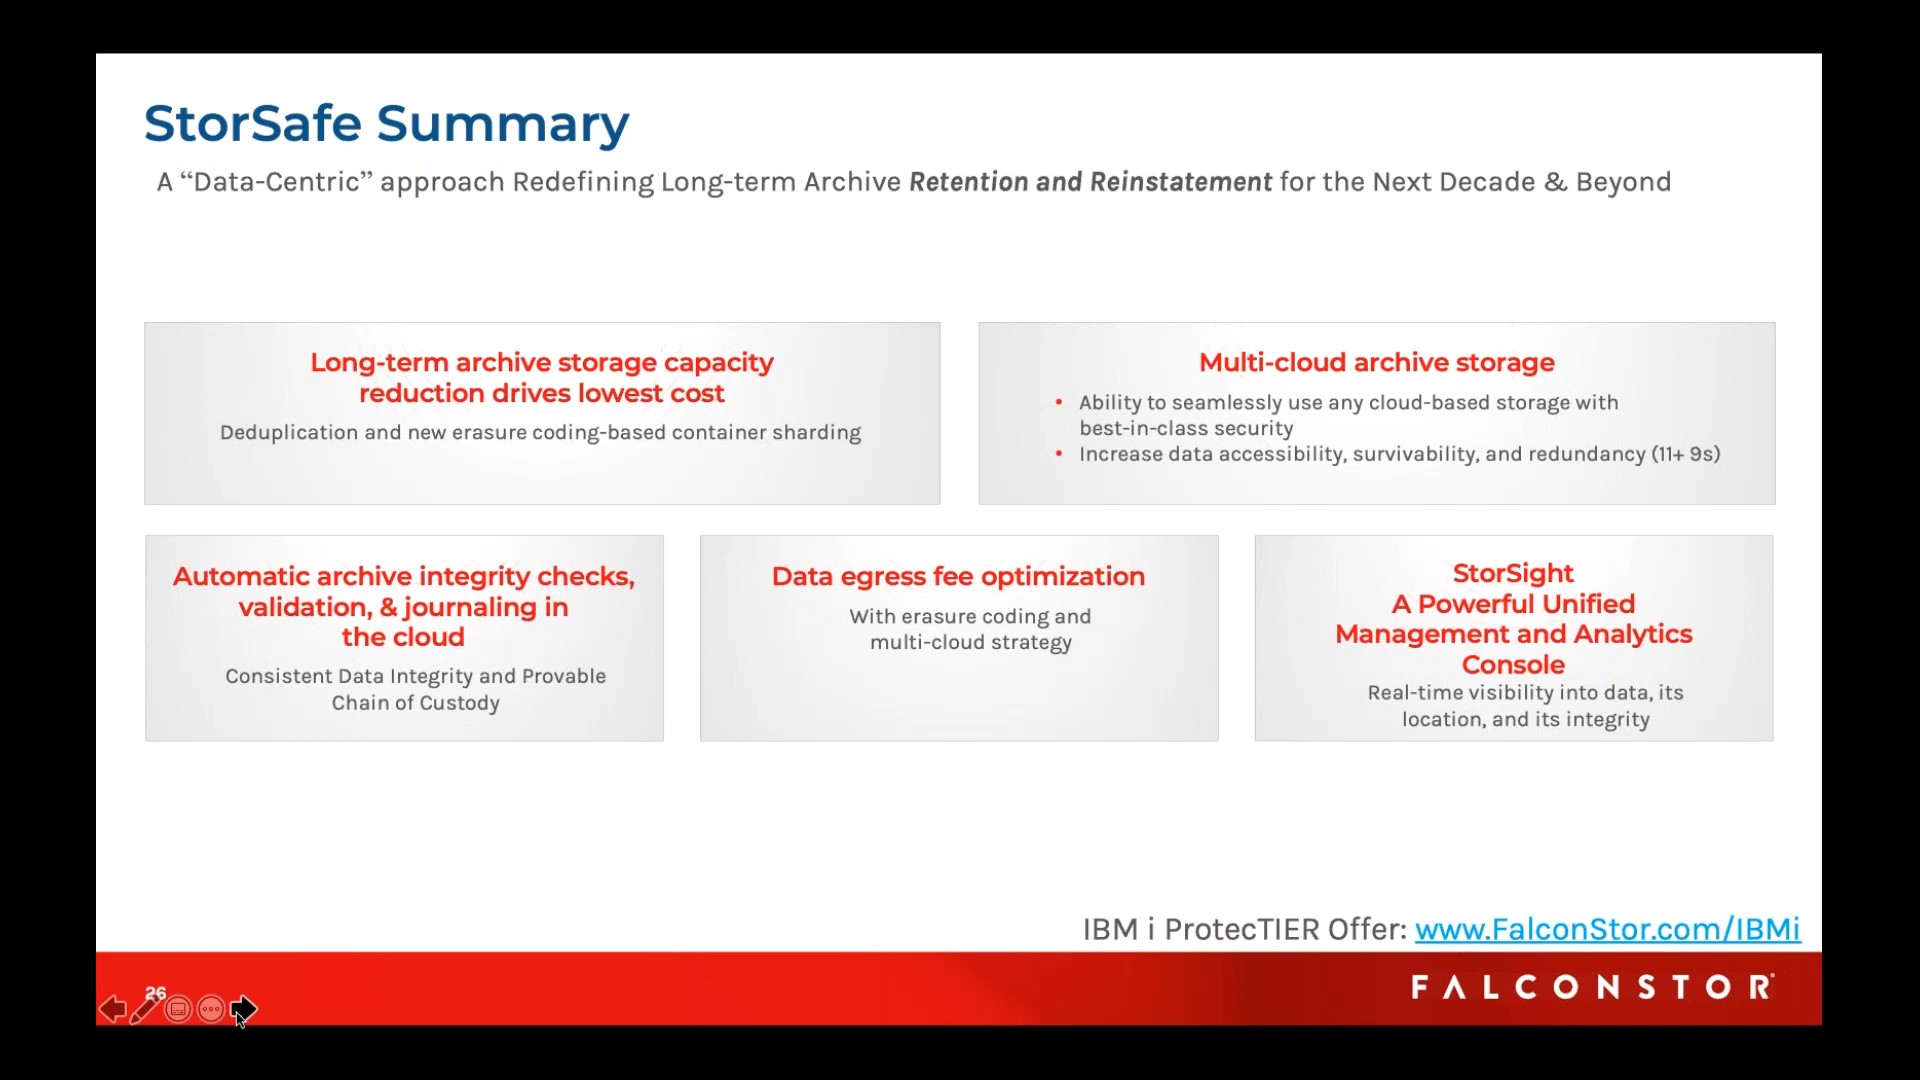 StorSafe Summary
A “Data-Centric” approach Redefining Long-term Archive Retention and Reinstatement for the Next Decade & Beyond
Long-term archive storage capacity
reduction drives lowest cost
Deduplication and new erasure coding-based container sharding
Multi-cloud archive storage
• Ability to seamlessly use any cloud-based storage with
best-in-class security
• Increase data accessibility, survivability, and redundancy (11+ 9s)
Automatic archive integrity checks,
validation, & journaling in
the cloud
Consistent Data Integrity and Provable
Chain of Custody
Data egress fee optimization
With erasure coding and
multi-cloud strategy
StorSight
A Powerful Unified
Management and Analytics
Console
Real-time visibility into data, its
location, and its integrity
IBM i ProtecTIER Offer: www.FalconStor.com/IBMi
26
FALCONSTOR